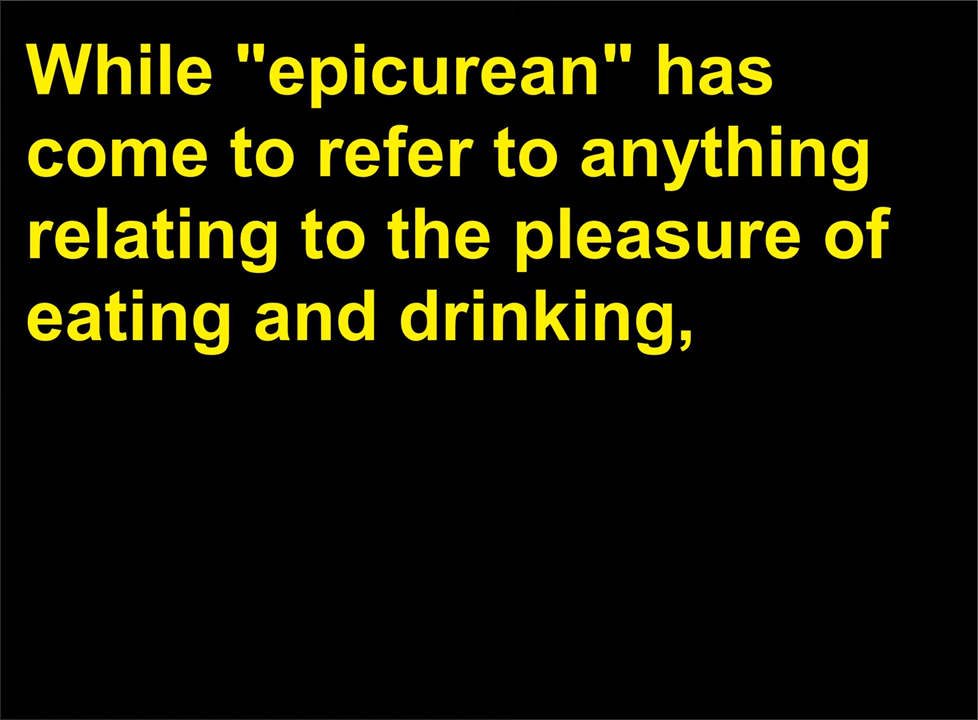 While "epicurean" has
come to refer to anything
relating to the pleasure of
eating and drinking,